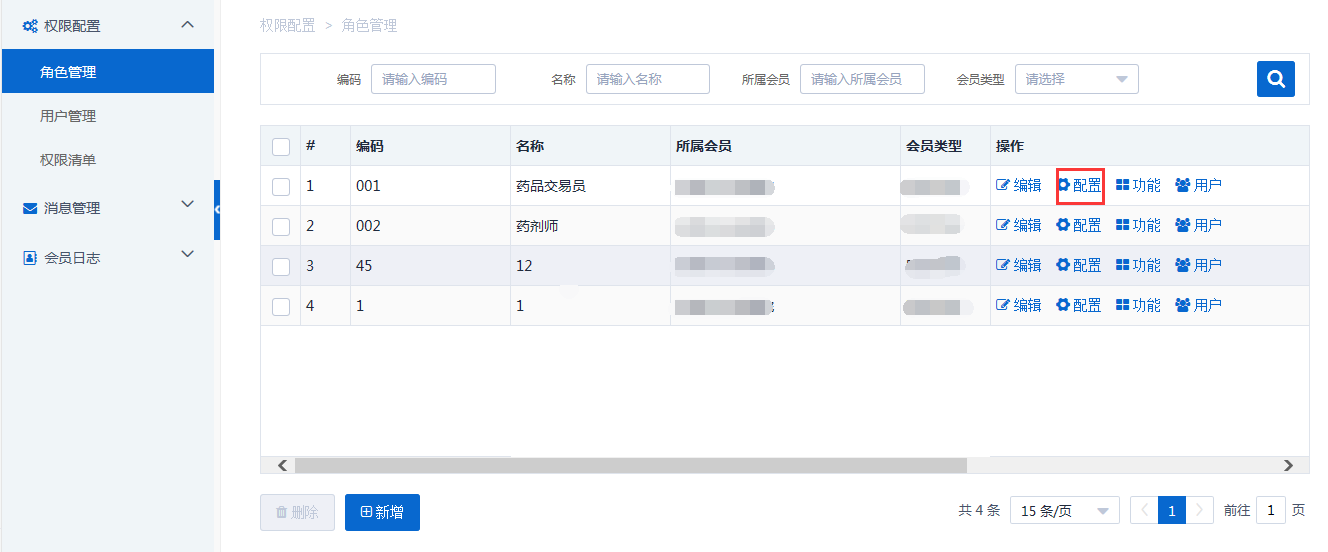 权限配置
角色管理
用户管理
权限清单
消息管理
会员日志
权限配置 > 角色管理
编码 请输入编码 名称 请输入名称 所属会员 请输入所属会员 会员类型 请选择
# 编码 名称 所属会员 会员类型 操作
1 001 药品交易员 编辑 配置 功能 用户
2 002 药剂师 编辑 配置 功能 用户
3 45 12 编辑 配置 功能 用户
4 1 1 编辑 配置 功能 用户
删除 新增 共 4 条 15 条/页 1 前往 1 页